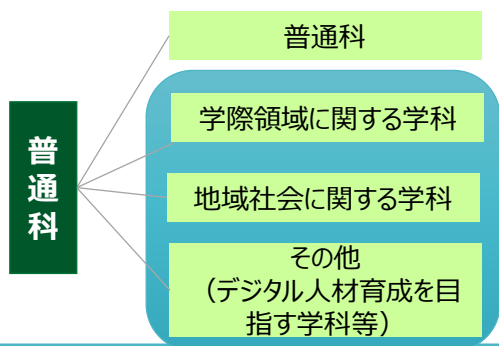 普通科
普通科
学際領域に関する学科
地域社会に関する学科
その他
（デジタル人材育成を目
指す学科等）